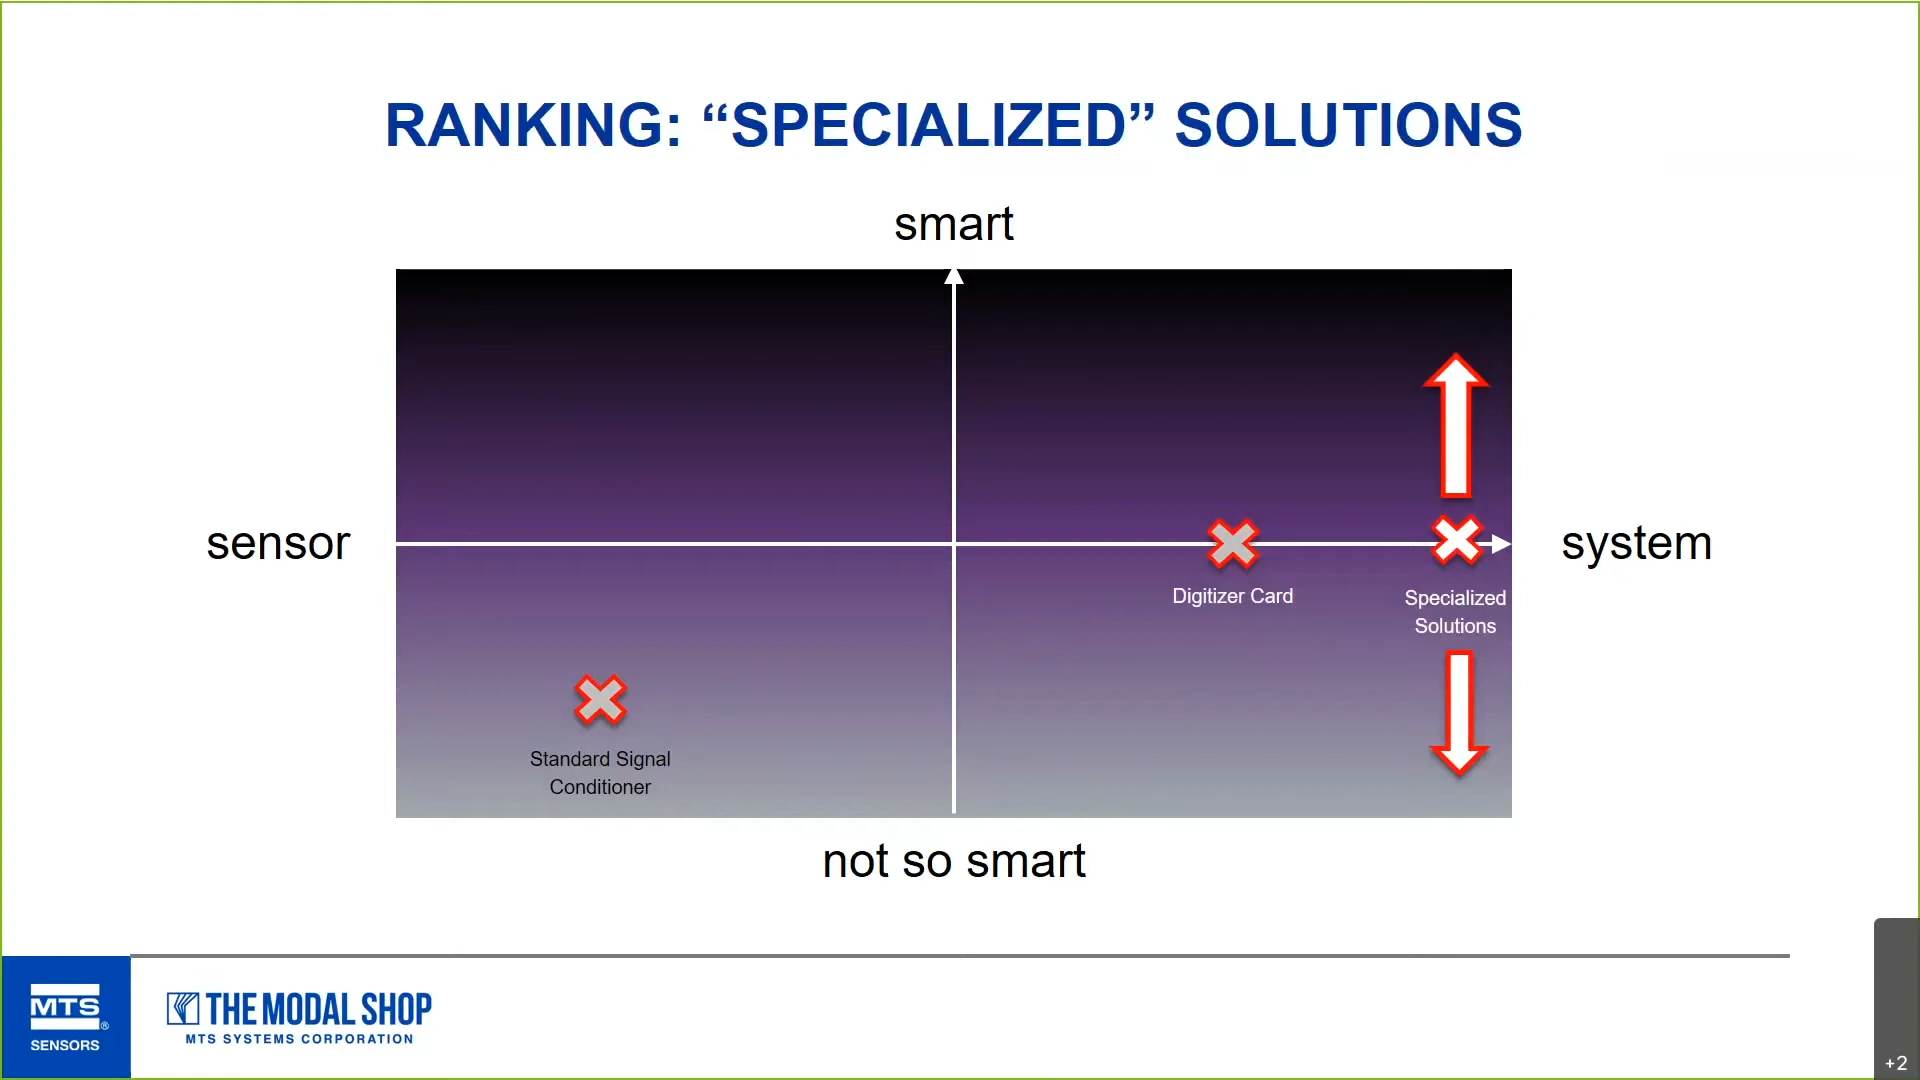 RANKING: “SPECIALIZED” SOLUTIONS
smart
sensor
system
Digitizer Card
Specialized
Solutions
Standard Signal
Conditioner
not so smart
MTS®
SENSORS
THE MODAL SHOP
MTS SYSTEMS CORPORATION
+2